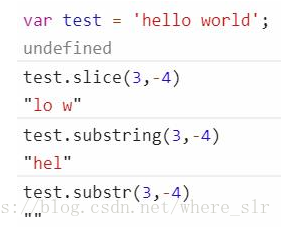 var test = 'hello world';
undefined
test.slice(3,-4)
"lo w"
test.substring(3,-4)
"hel"
test.substr(3,-4)
s://blog.csdn.net/where_slr
""